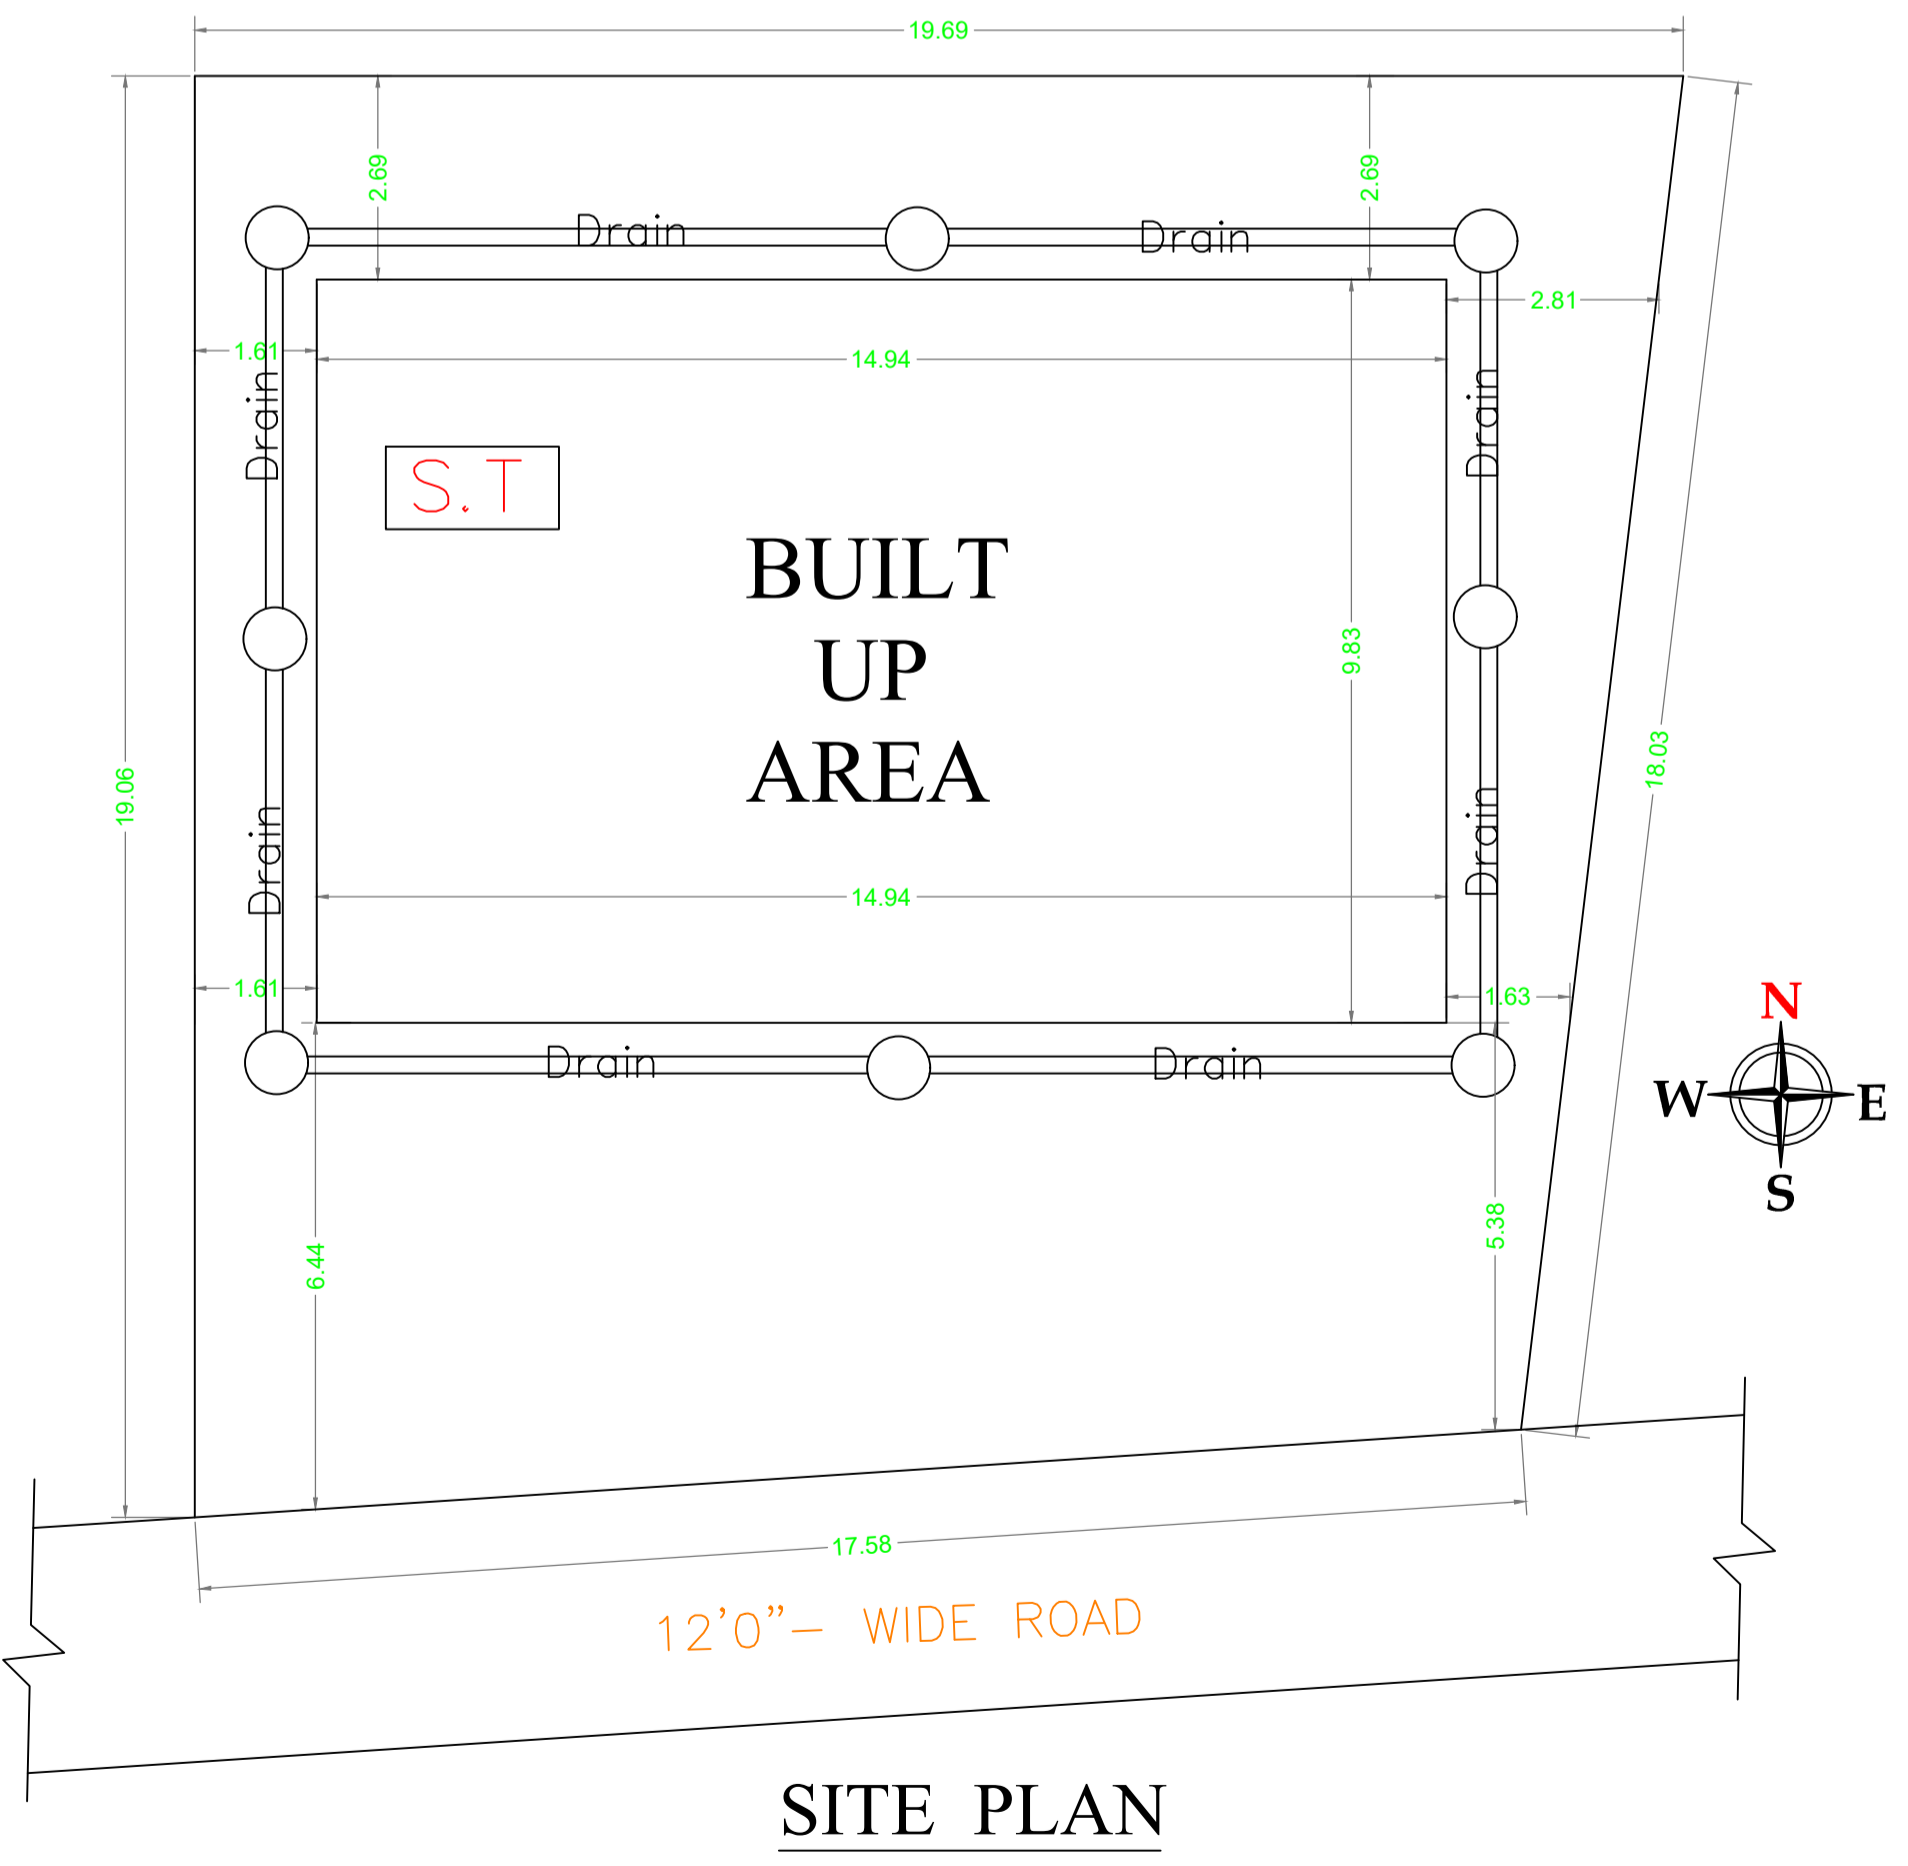 19.69
2.69
2.69
Drain
Drain
2.81
1.61
14.94
Drain
Drain
S.T
BUILT
UP
AREA
9.83
19.06
18.03
Drain
Drain
14.94
1.61
1.63
Drain
Drain
N
W
E
S
6.44
5.38
17.58
12'0"- WIDE ROAD
SITE PLAN